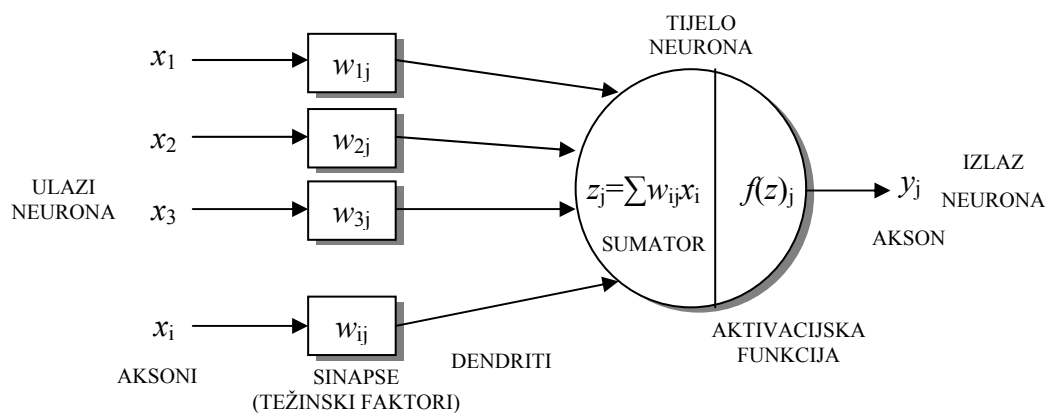 TIJELO
NEURONA
x1
w1j
x2
w2j
x3
w3j
xi
wij
ULAZI
NEURONA
AKSONI
SINAPSE
(TEŽINSKI FAKTORI)
DENDRITI
zj=∑wijxi
SUMATOR
f(z)j
AKTIVACIJSKA
FUNKCIJA
yj
AKSON
IZLAZ
NEURONA